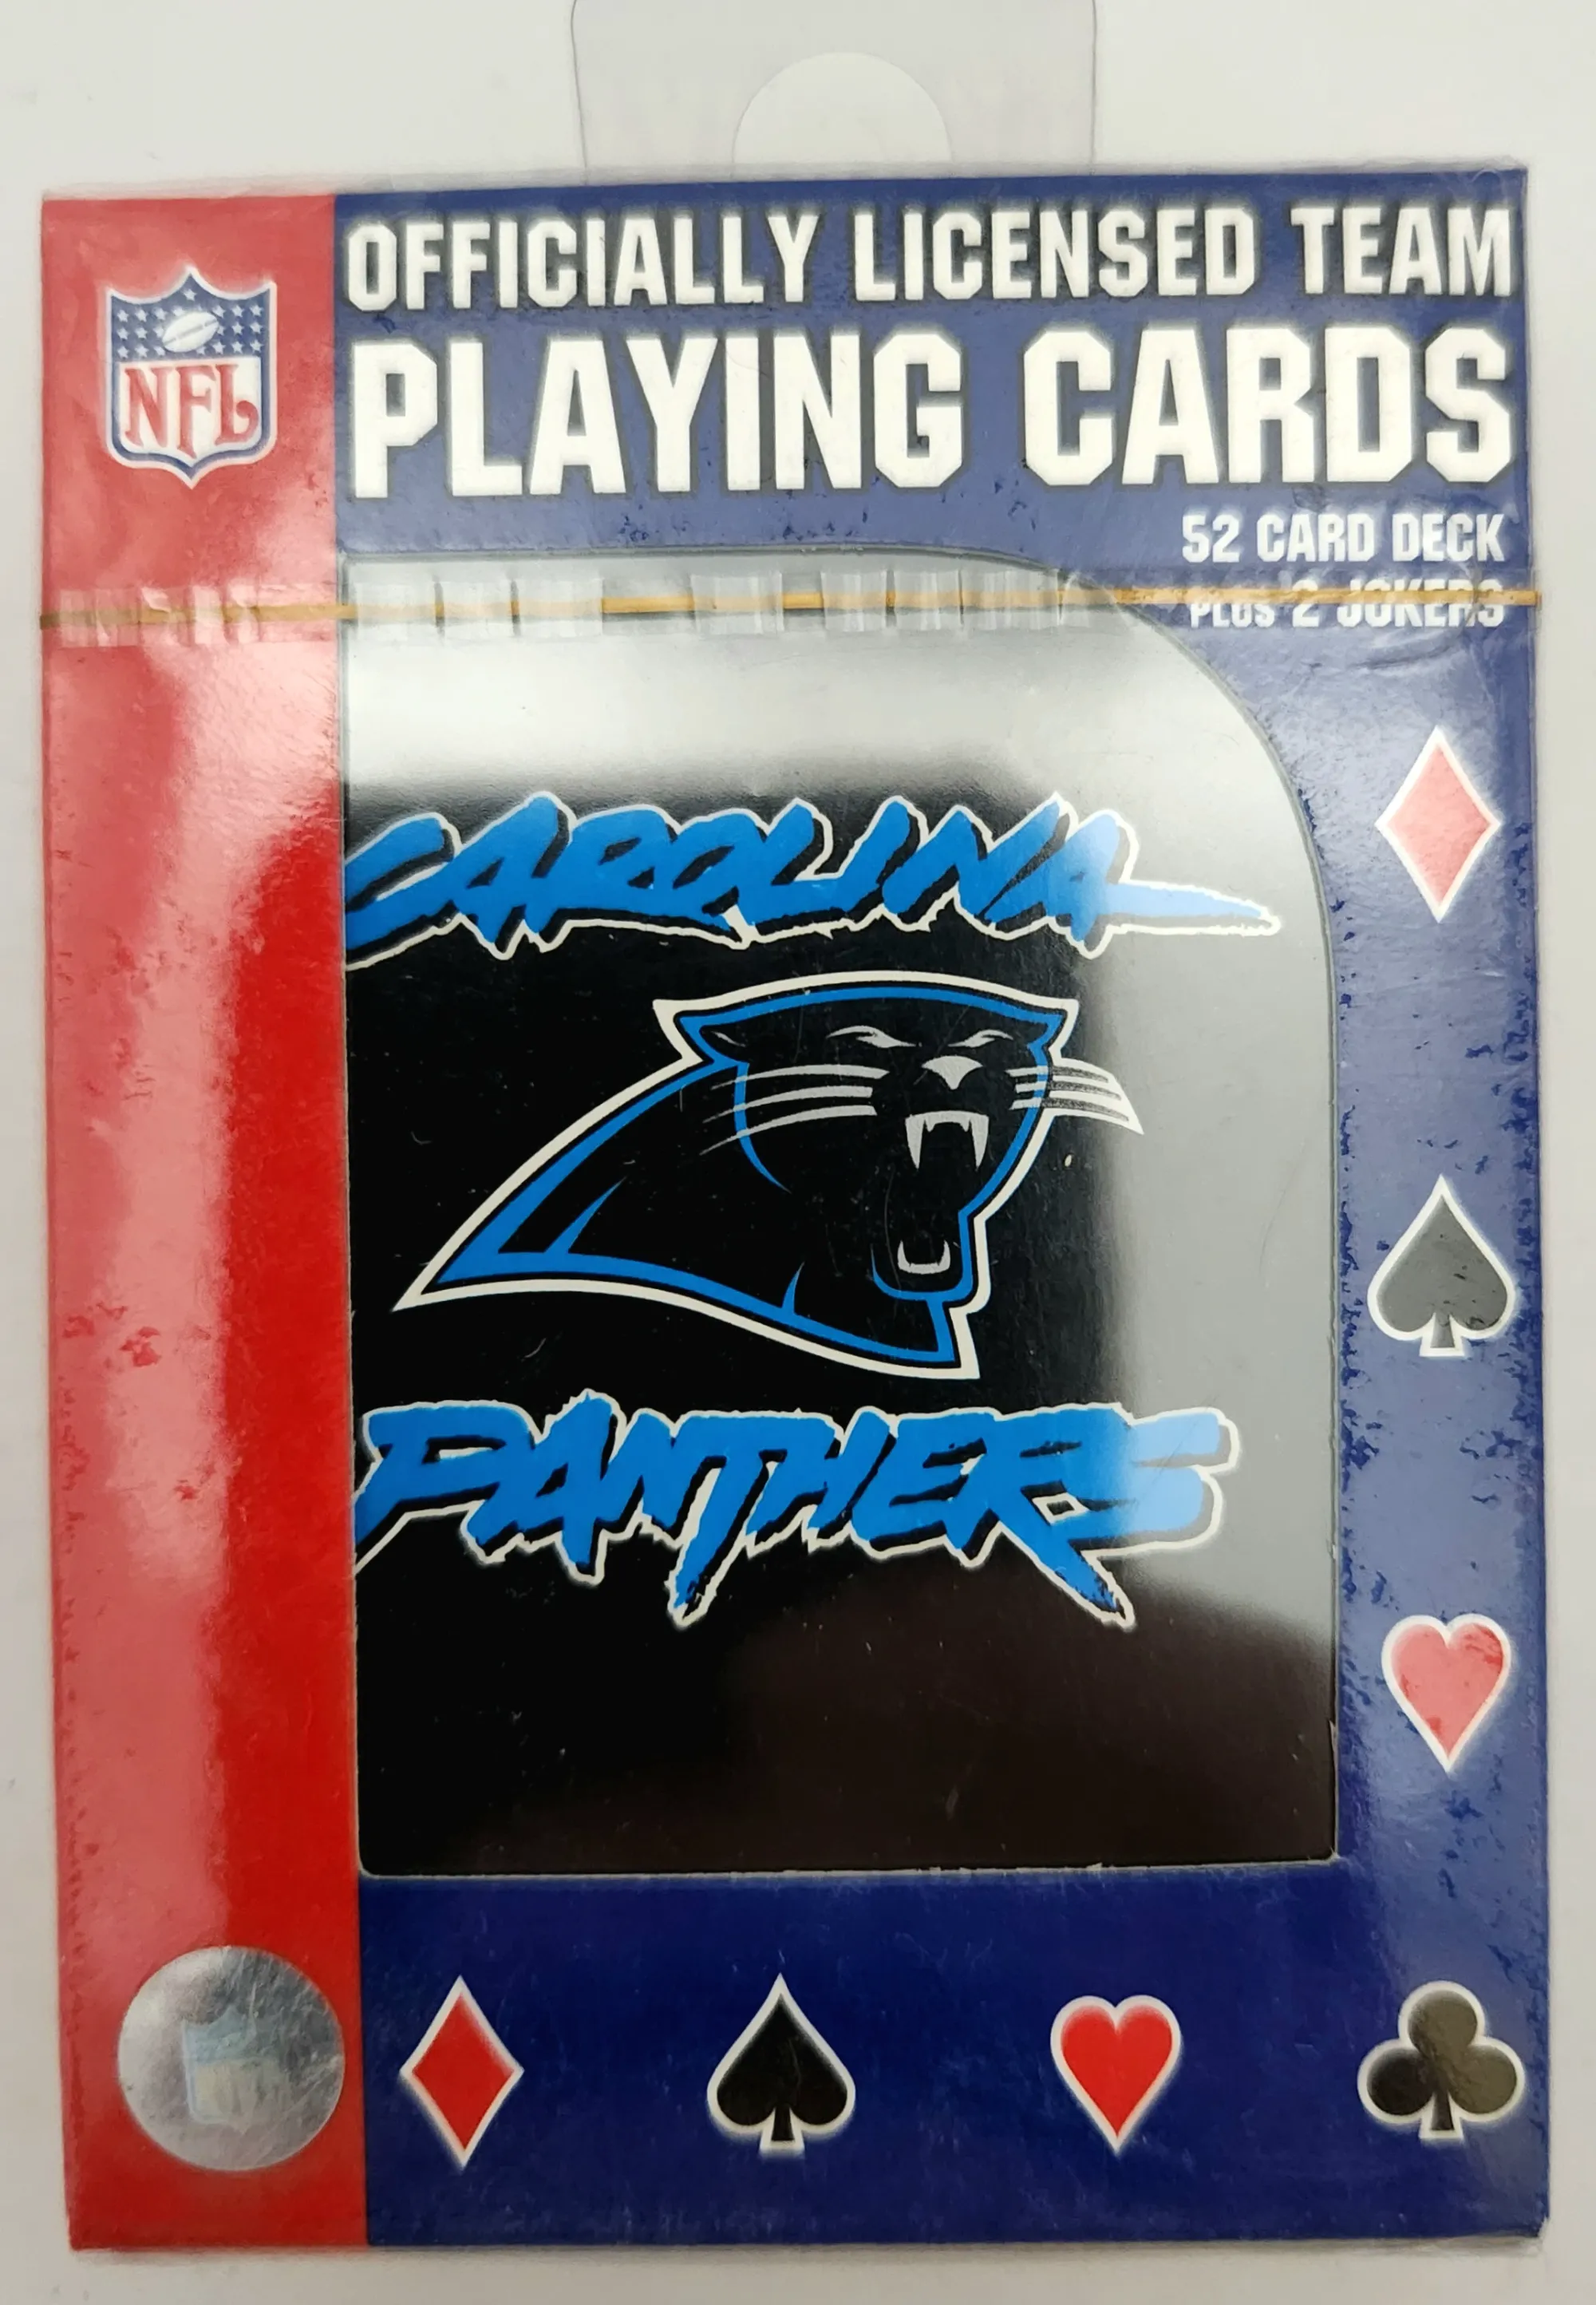 NFL
OFFICIALLY LICENSED TEAM
PLAYING CARDS
52 CARD DECK
PLUS 2 JOKERS
CAROLINA
PANTHERS